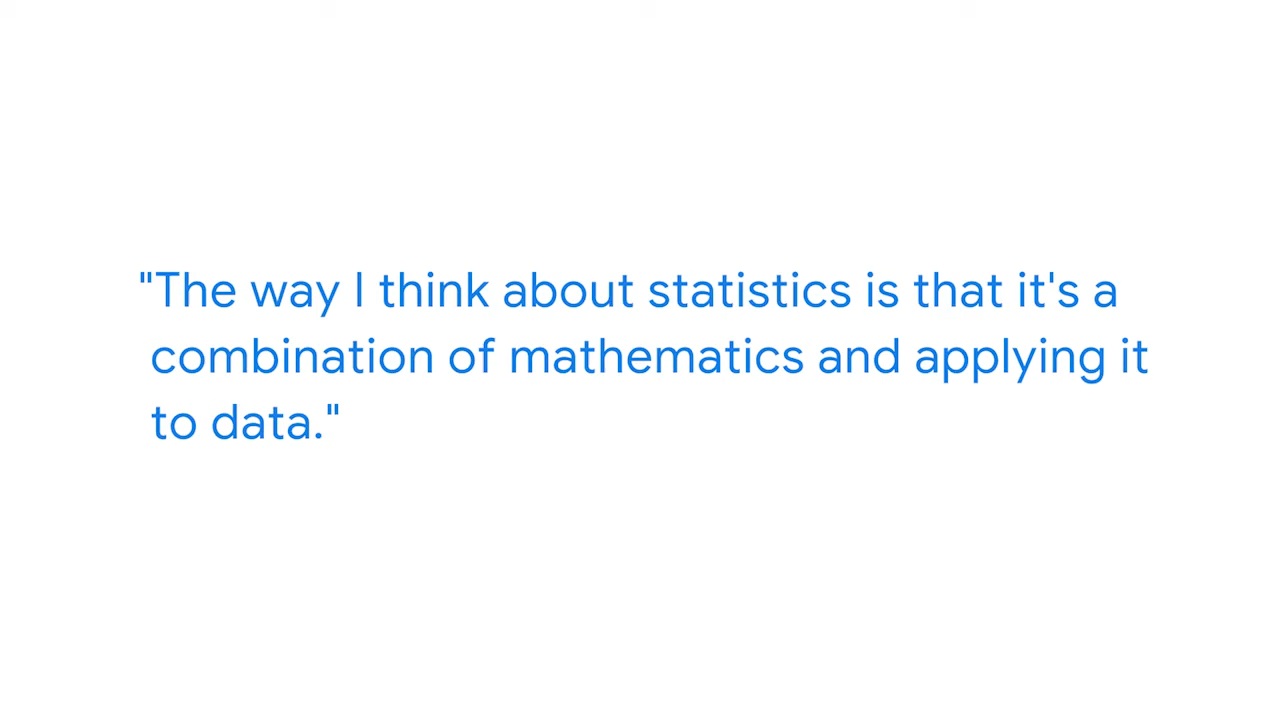 "The way I think about statistics is that it's a
combination of mathematics and applying it
to data."